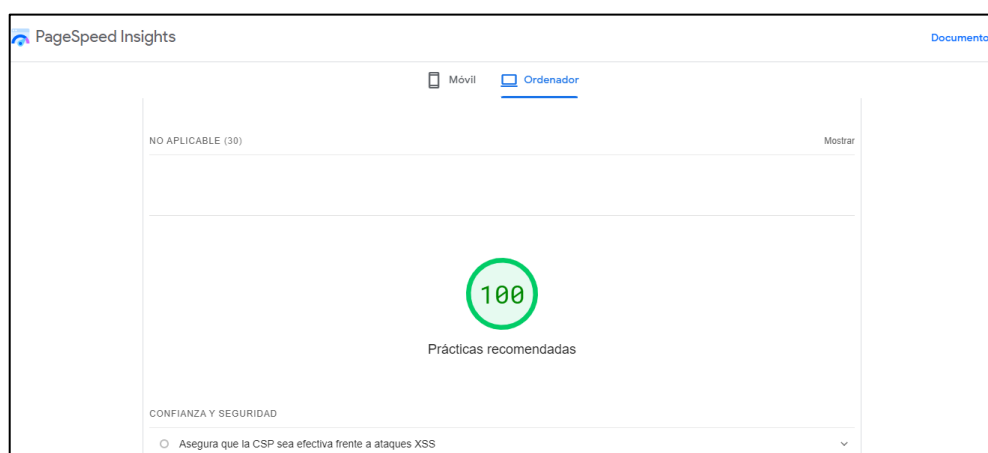 PageSpeed Insights
Documento
Móvil
Ordenador
NO APLICABLE (30)
Mostrar
100
Prácticas recomendadas
CONFIANZA Y SEGURIDAD
Asegura que la CSP sea efectiva frente a ataques XSS